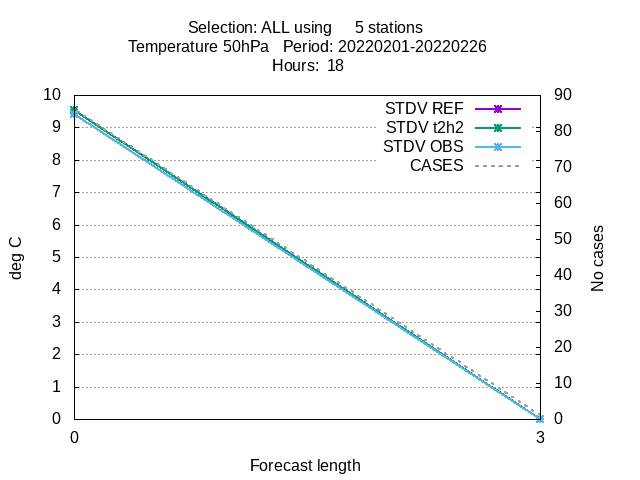 Selection: ALL using 5 stations
Temperature 50hPa Period: 20220201-20220226
Hours: 18
10
9
8
7
6
5
4
3
2
1
0
deg C
STDV REF
STDV t2h2
STDV OBS
CASES
90
80
70
60
50
40
30
20
10
0
No cases
0 3
Forecast length